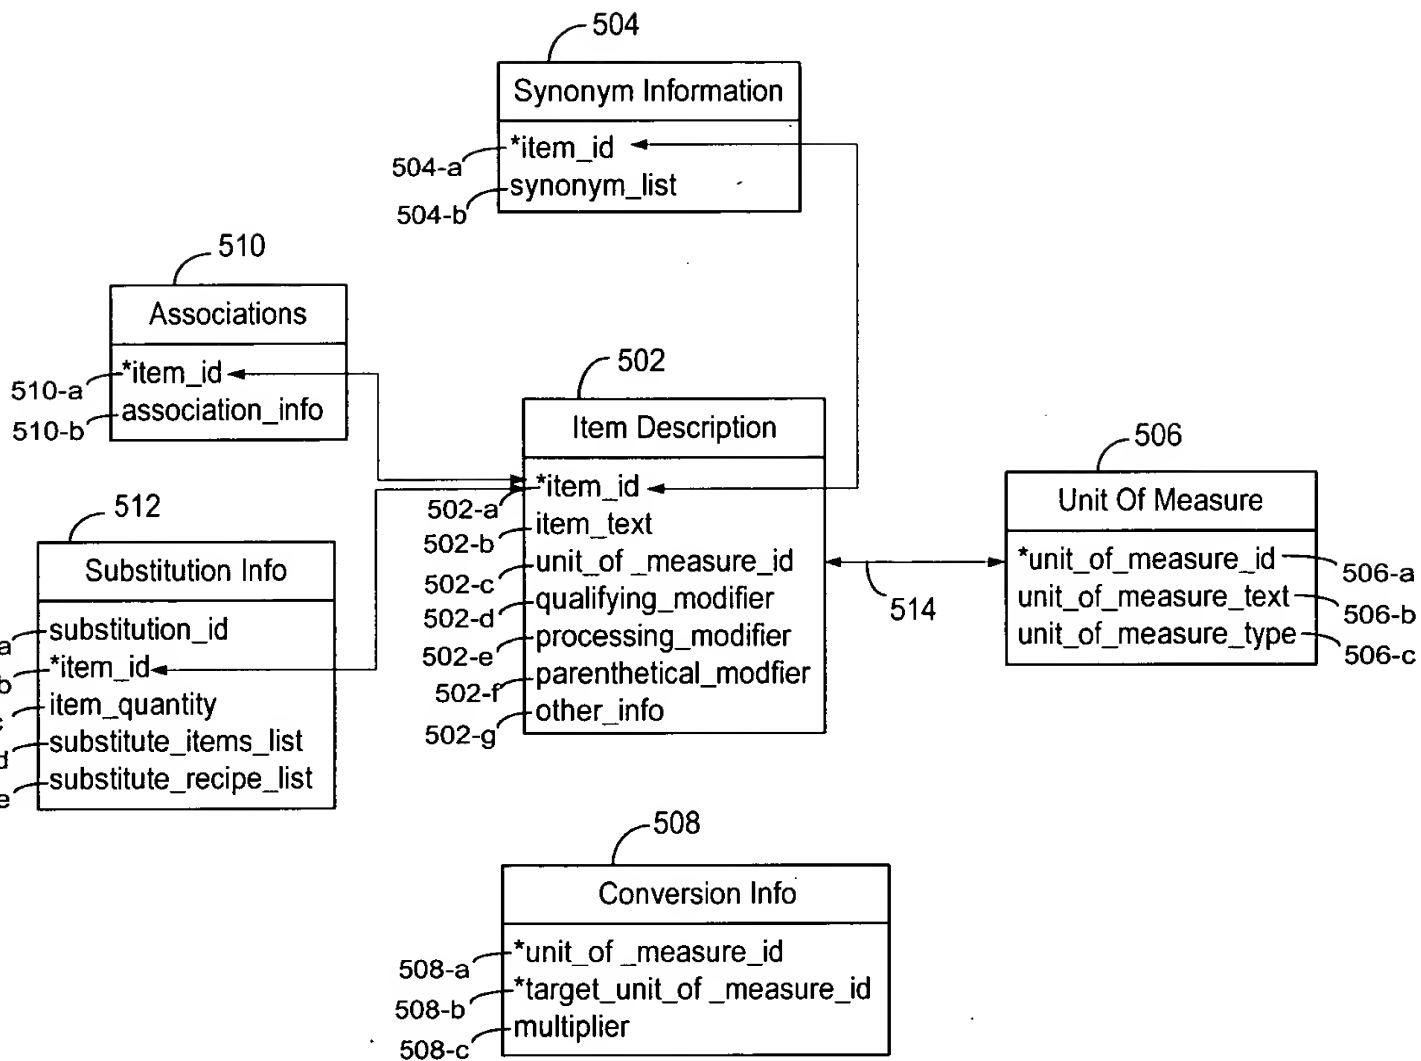 504
Synonym Information
*item_id
504-a
synonym_list
504-b
510
Associations
*item_id
510-a
association_info
510-b
502
Item Description
*item_id
502-a
item_text
502-b
unit_of _measure_id
502-c
qualifying_modifier
502-d
processing_modifier
502-e
parenthetical_modfier
502-f
other_info
502-g
506
Unit Of Measure
*unit_of_measure_id
506-a
unit_of_measure_text
506-b
unit_of_measure_type
506-c
514
512
Substitution Info
substitution_id
a
*item_id
b
item_quantity
c
substitute_items_list
d
substitute_recipe_list
e
508
Conversion Info
*unit_of _measure_id
508-a
*target_unit_of _measure_id
508-b
multiplier
508-c